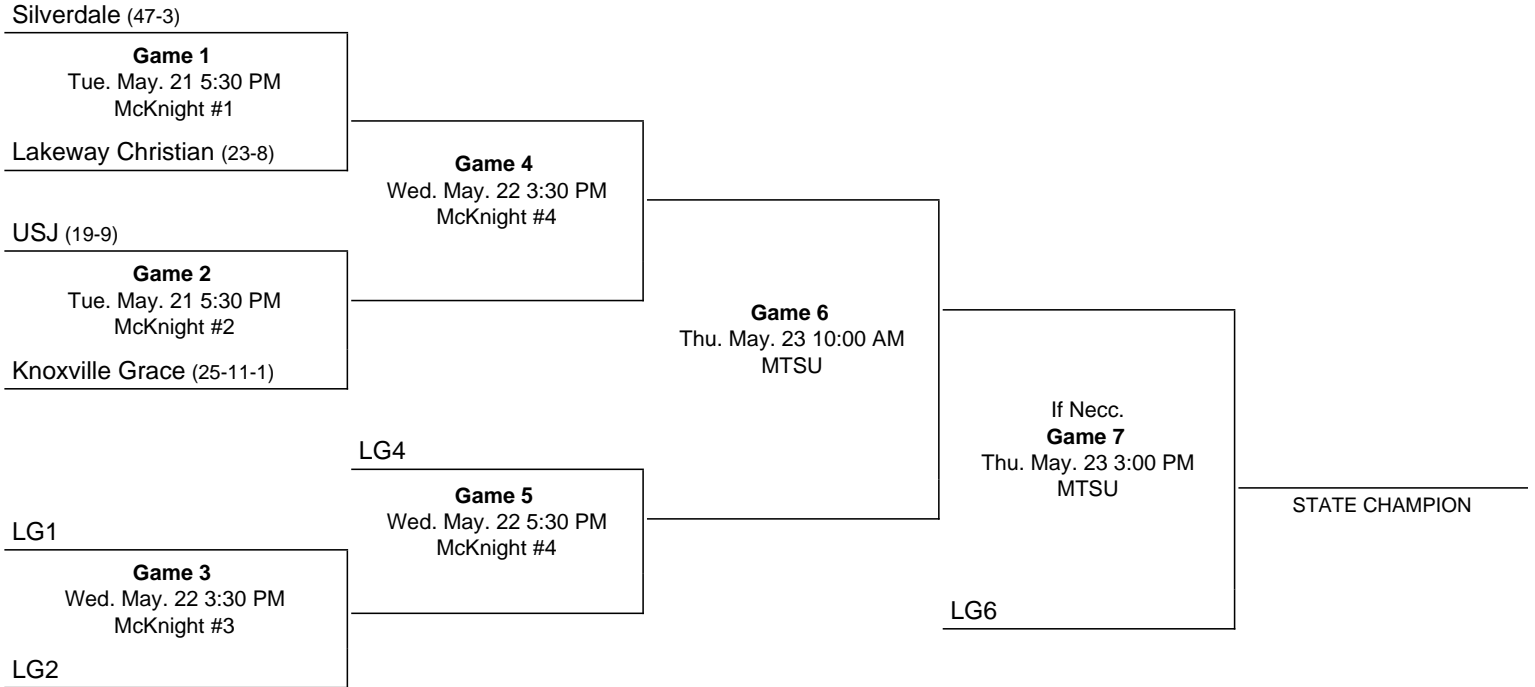 Silverdale (47-3)
Game 1
Tue. May. 21 5:30 PM
McKnight #1
Lakeway Christian (23-8)
Game 4
Wed. May. 22 3:30 PM
McKnight #4
USJ (19-9)
Game 2
Tue. May. 21 5:30 PM
McKnight #2
Knoxville Grace (25-11-1)
Game 6
Thu. May. 23 10:00 AM
MTSU
If Necc.
Game 7
Thu. May. 23 3:00 PM
MTSU
STATE CHAMPION
LG4
Game 5
Wed. May. 22 5:30 PM
McKnight #4
LG1
Game 3
Wed. May. 22 3:30 PM
McKnight #3
LG2
LG6